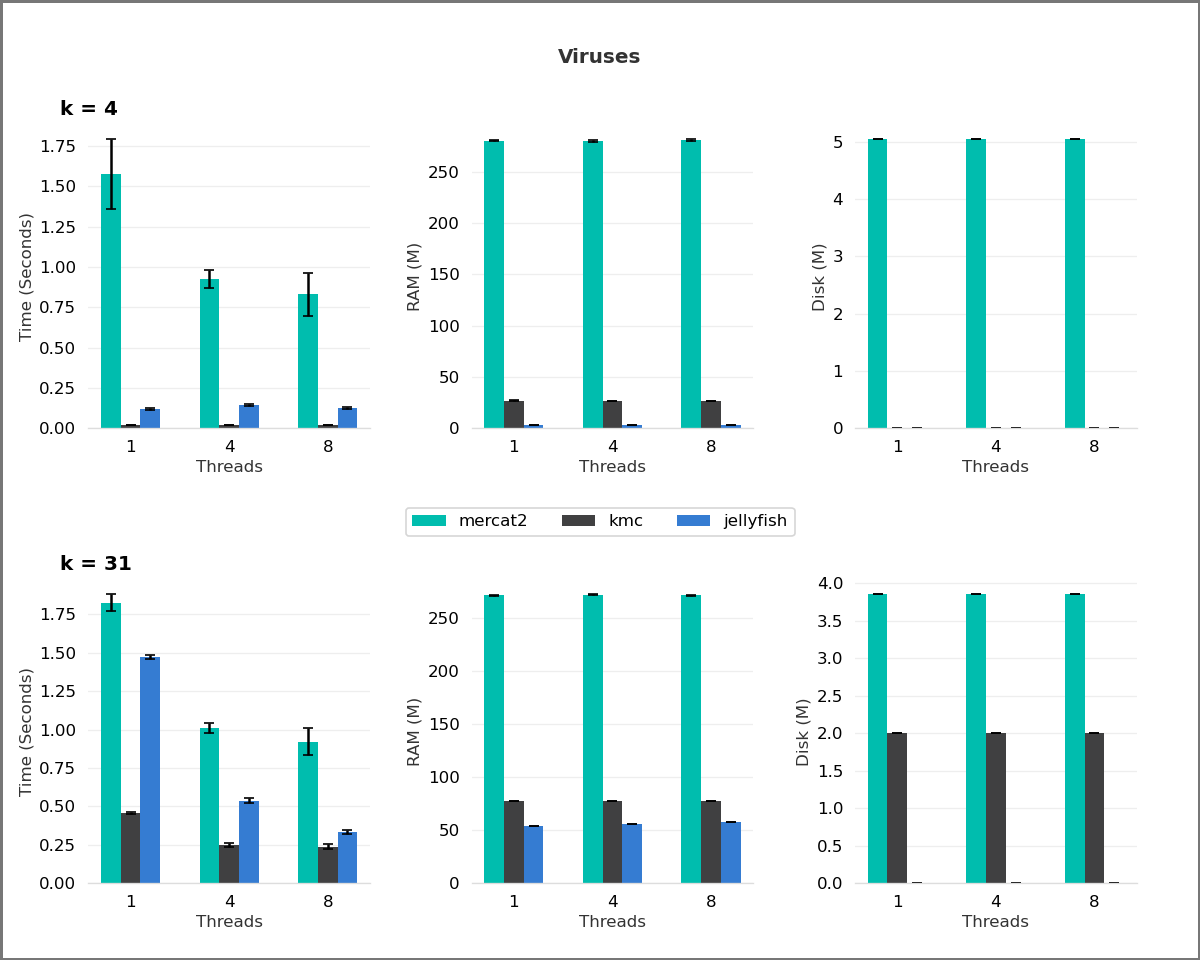 Viruses
k = 4
Time (Seconds)
1.75
1.50
1.25
1.00
0.75
0.50
0.25
0.00
1 4 8
Threads
RAM (M)
250
200
150
100
50
0
1 4 8
Threads
Disk (M)
5
4
3
2
1
0
1 4 8
Threads
mercat2 kmc jellyfish
k = 31
Time (Seconds)
1.75
1.50
1.25
1.00
0.75
0.50
0.25
0.00
1 4 8
Threads
RAM (M)
250
200
150
100
50
0
1 4 8
Threads
Disk (M)
4.0
3.5
3.0
2.5
2.0
1.5
1.0
0.5
0.0
1 4 8
Threads